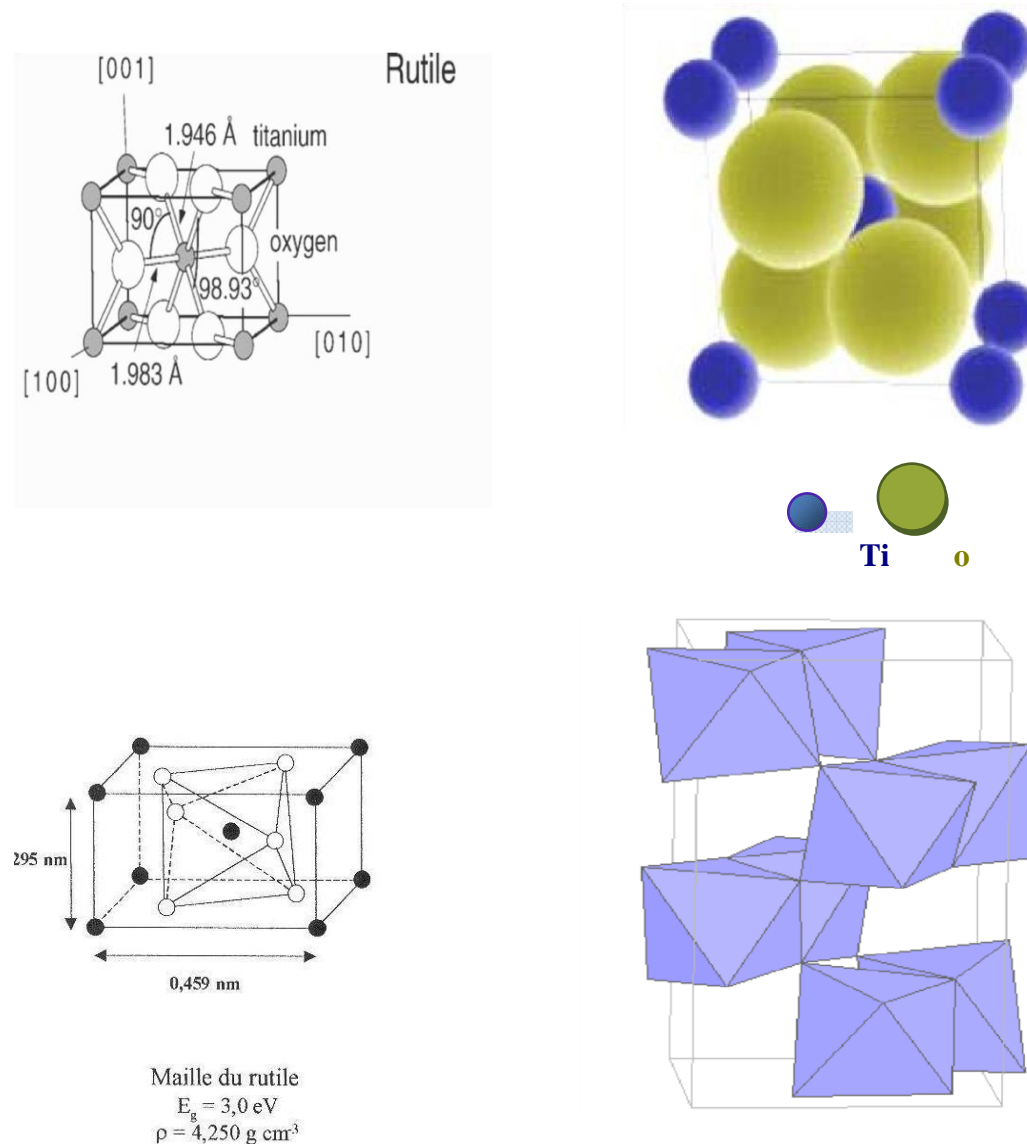 Rutile
[001]
1.946 Å
titanium
90°
oxygen
98.93°
[010]
[100]
1.983 Å
Ti
o
295 nm
0,459 nm
Maille du rutile
E_g = 3,0 eV
ρ = 4,250 g cm⁻³